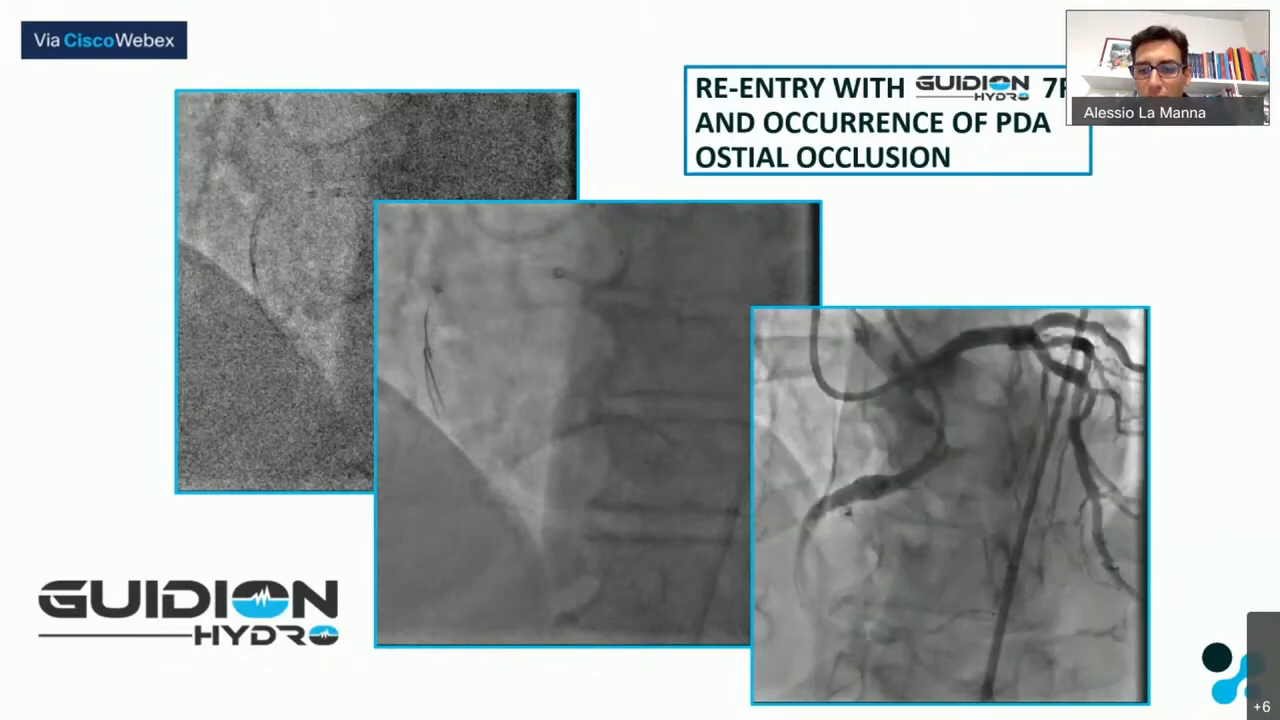 Via CiscoWebex
RE-ENTRY WITH GUIDION HYDRO 7F
AND OCCURRENCE OF PDA
OSTIAL OCCLUSION
Alessio La Manna
GUIDION
HYDRO
+6